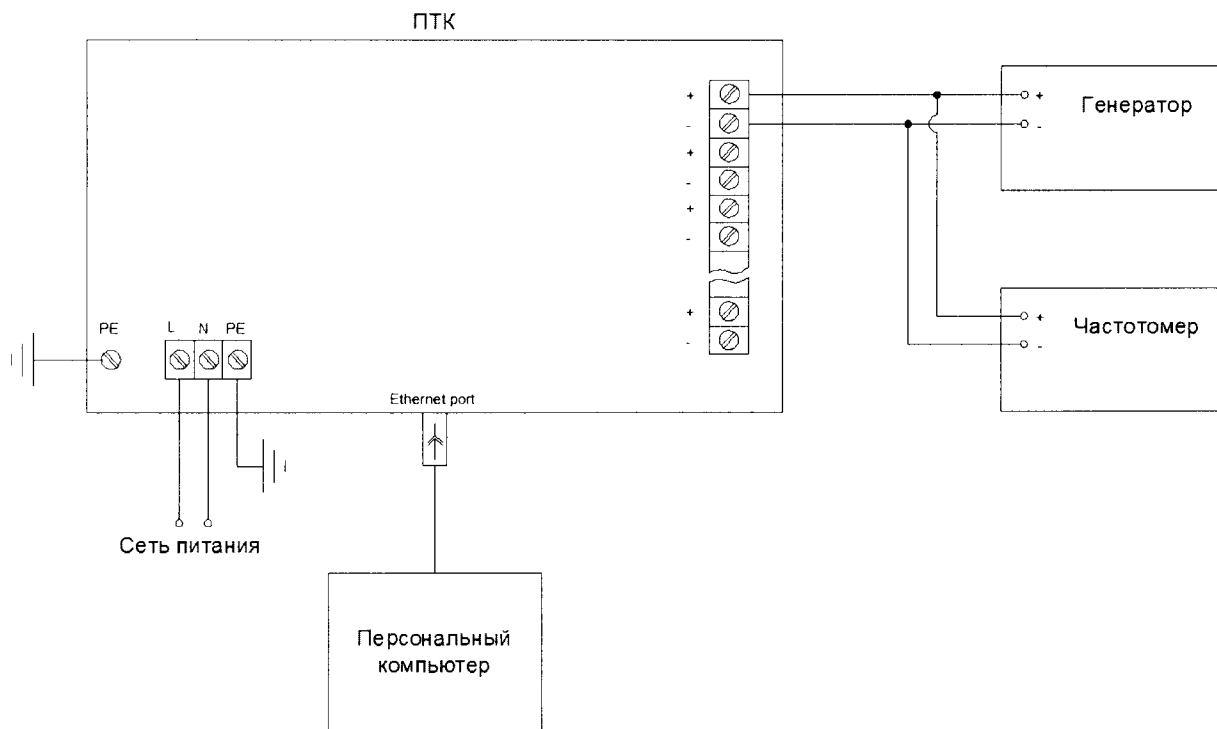 ПТК
+
-
+
-
+
-
+
-
+
-
Генератор
+
-
Частотомер
PE
L N PE
Ethernet port
Сеть питания
Персональный
компьютер